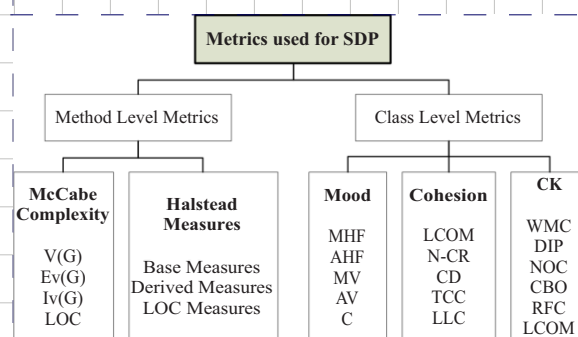 Metrics used for SDP
Method Level Metrics
Class Level Metrics
McCabe
Complexity
V(G)
Ev(G)
Iv(G)
LOC
Halstead
Measures
Base Measures
Derived Measures
LOC Measures
Mood
MHF
AHF
MV
AV
C
Cohesion
LCOM
N-CR
CD
TCC
LLC
CK
WMC
DIP
NOC
CBO
RFC
LCOM